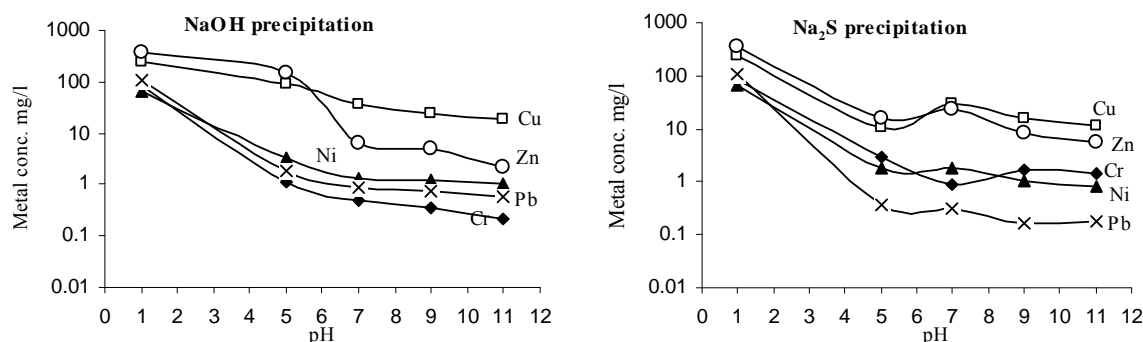 NaOH precipitation
1000
100
10
1
0.1
0.01
Metal conc. mg/l
Cu
Zn
Ni
Pb
Cr
0 1 2 3 4 5 6 7 8 9 10 11 12
pH
Na₂S precipitation
1000
100
10
1
0.1
0.01
Metal conc. mg/l
Cu
Zn
Cr
Ni
Pb
0 1 2 3 4 5 6 7 8 9 10 11 12
pH